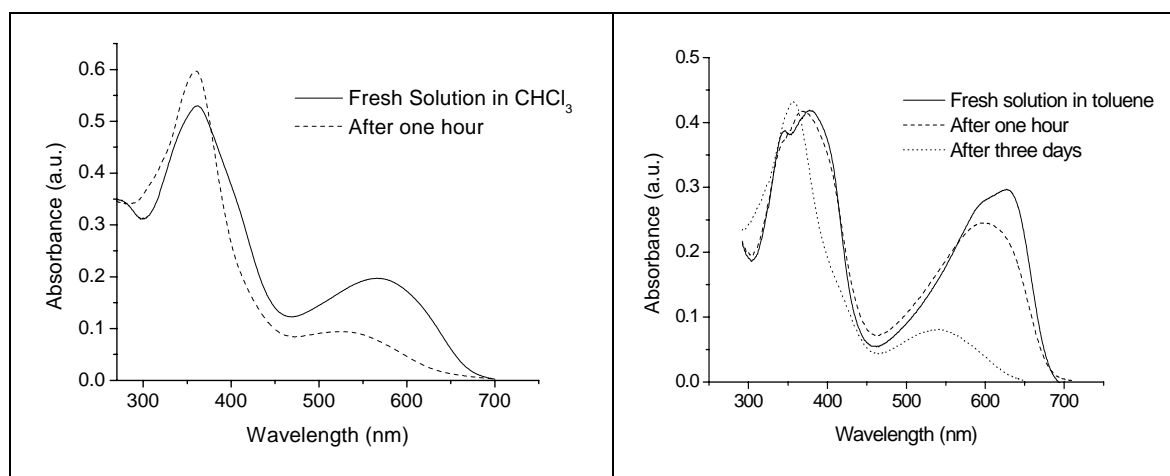 0.6
0.5
0.4
0.3
0.2
0.1
0.0
300 400 500 600 700
Absorbance (a.u.)
Wavelength (nm)
Fresh Solution in CHCl₃
After one hour
0.5
0.4
0.3
0.2
0.1
0.0
300 400 500 600 700
Absorbance (a.u.)
Wavelength (nm)
Fresh solution in toluene
After one hour
After three days